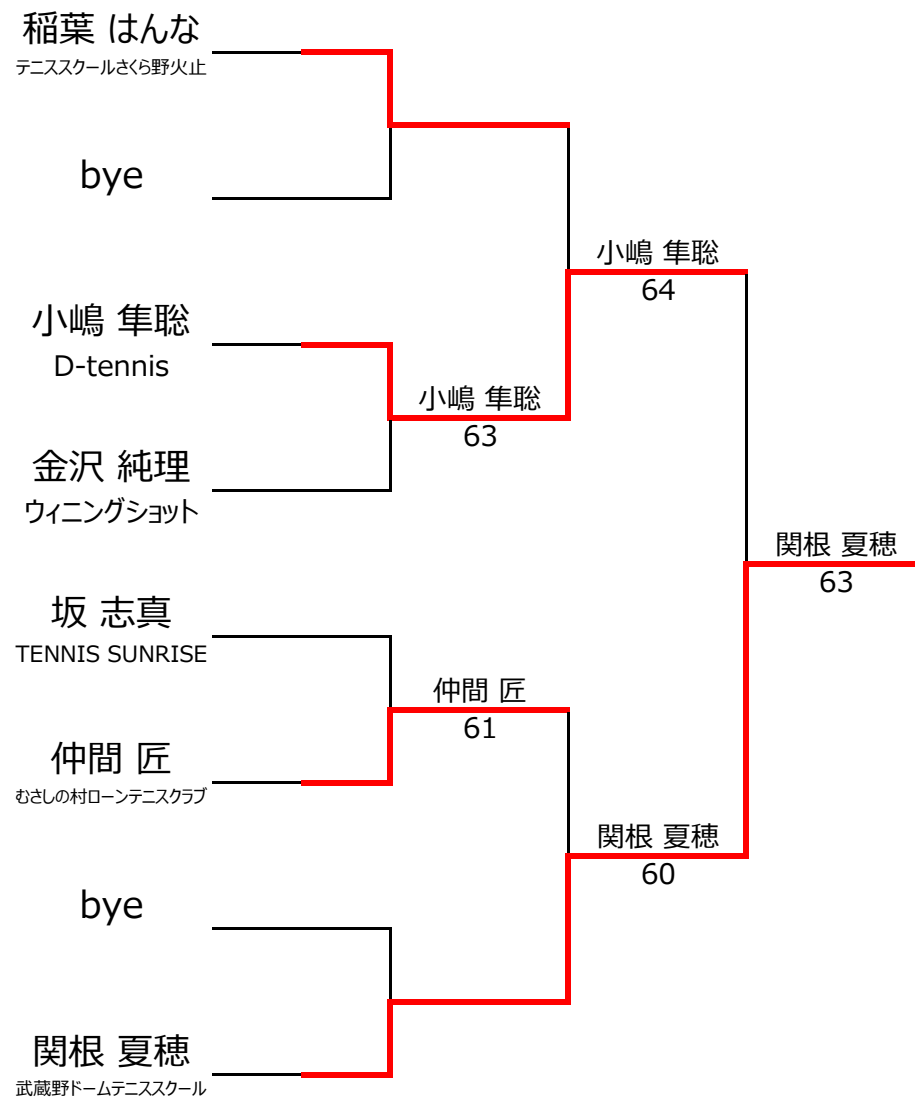 稲葉 はんな
テニススクールさくら野火止
bye
小嶋 隼聡
D-tennis
金沢 純理
ウィニングショット
坂 志真
TENNIS SUNRISE
仲間 匠
むさしの村ローンテニスクラブ
bye
関根 夏穂
武蔵野ドームテニススクール
小嶋 隼聡
63
仲間 匠
61
小嶋 隼聡
64
関根 夏穂
60
関根 夏穂
63